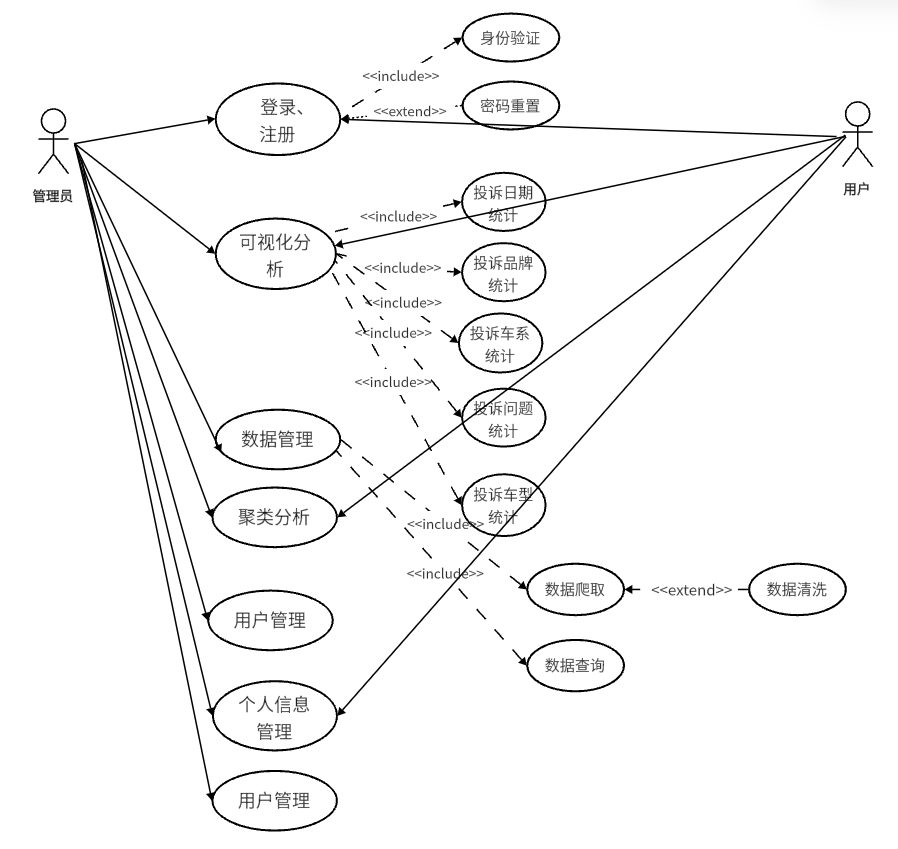 身份验证
<<include>>
登录、
注册
<<extend>>
密码重置
管理员
用户
投诉日期
统计
<<include>>
可视化分
析
投诉品牌
统计
<<include>>
<<include>>
投诉车系
统计
<<include>>
<<include>>
投诉问题
统计
数据管理
投诉车型
统计
聚类分析
<<include>>
<<include>>
数据爬取
<<extend>>
数据清洗
用户管理
数据查询
个人信息
管理
用户管理